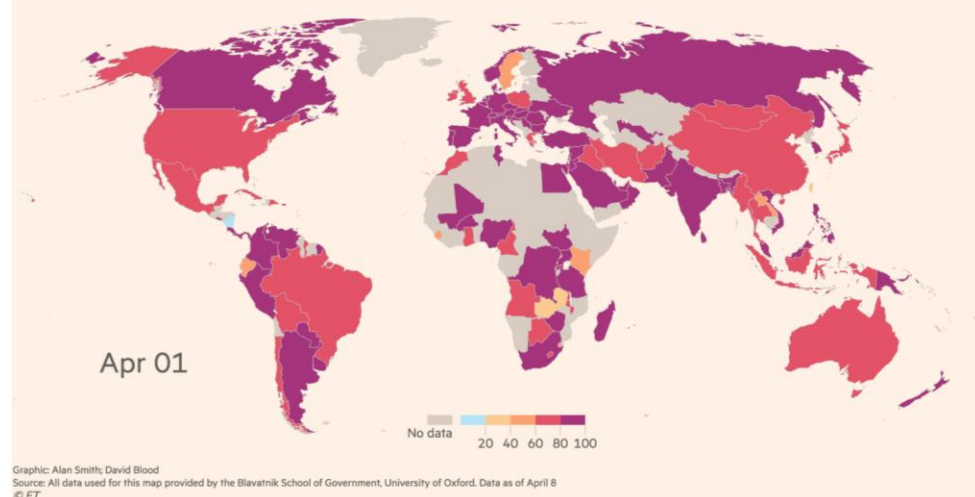 Apr 01
No data
20 40 60 80 100
Graphic: Alan Smith; David Blood
Source: All data used for this map provided by the Blavatnik School of Government, University of Oxford. Data as of April 8
© FT